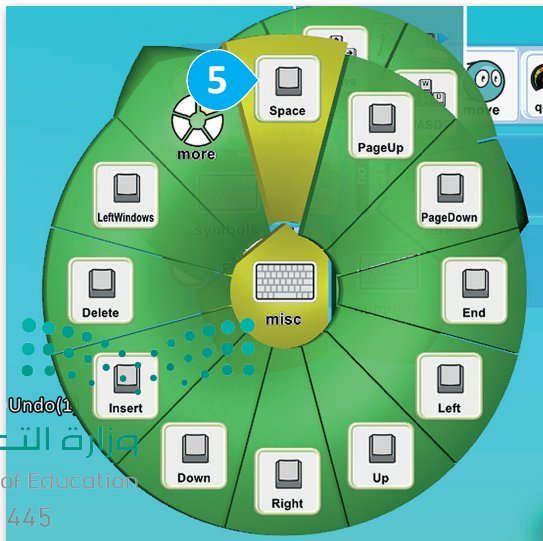 5
Space
PageUp
more
PageDown
LeftWindows
symbols
misc
End
Delete
Left
Insert
Undo(1)
Up
Down
Right
وزارة التع
of Education
445
move